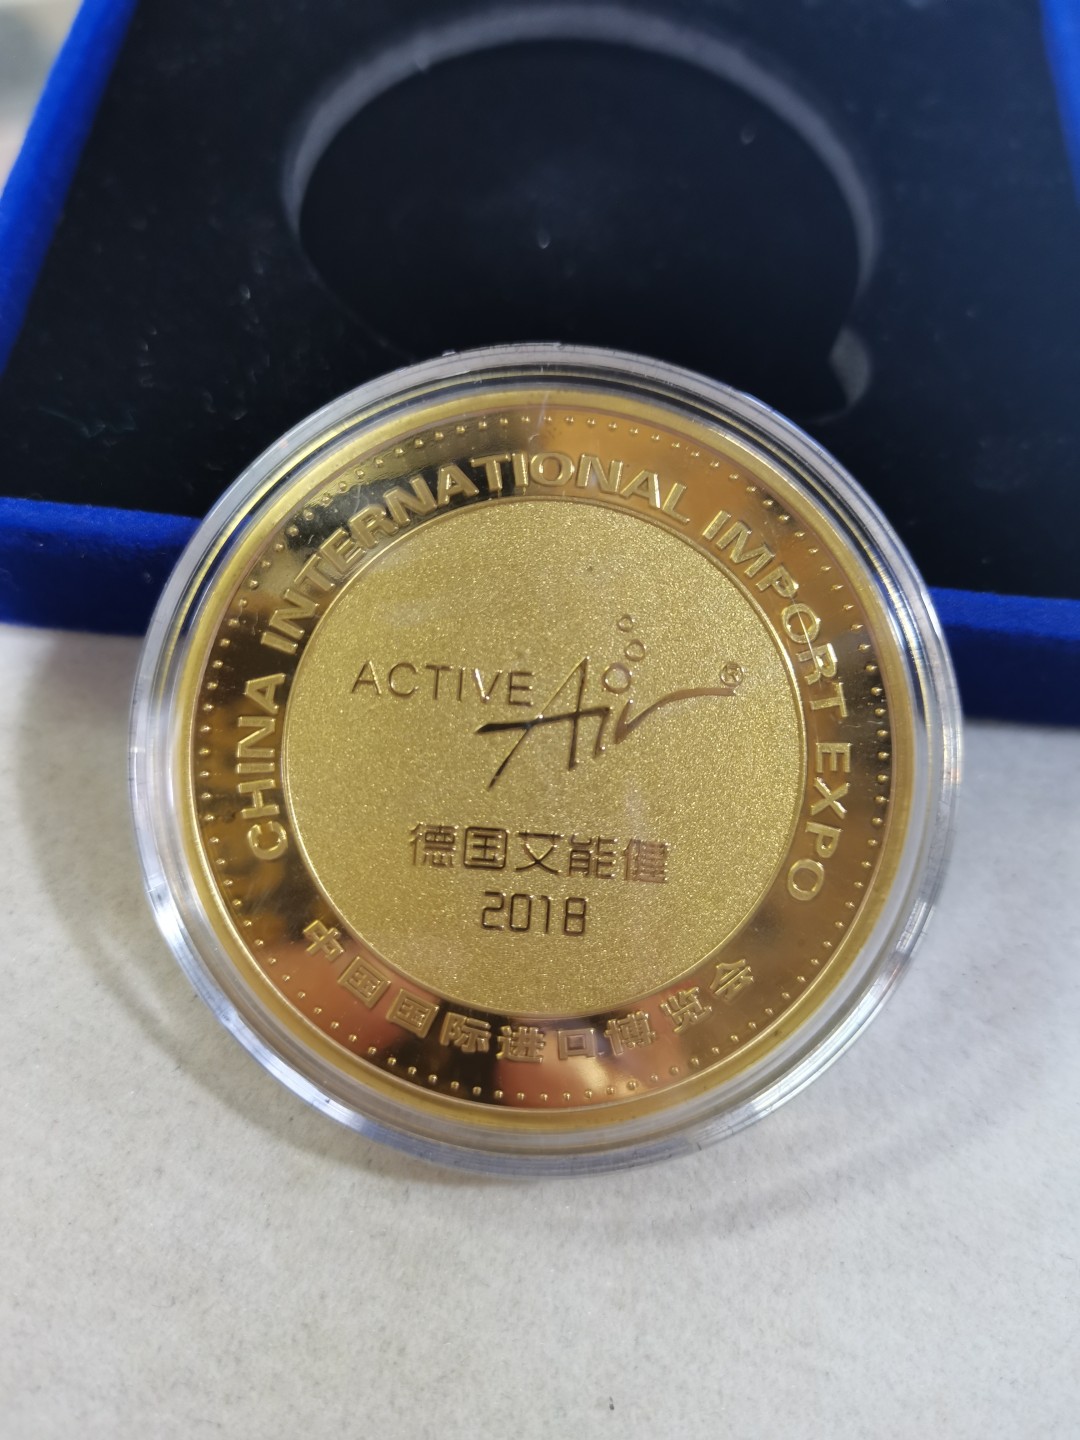 CHINA INTERNATIONAL IMPORT EXPO
ACTIVE Air ®
德国艾能健
2018
中国国际进口博览会